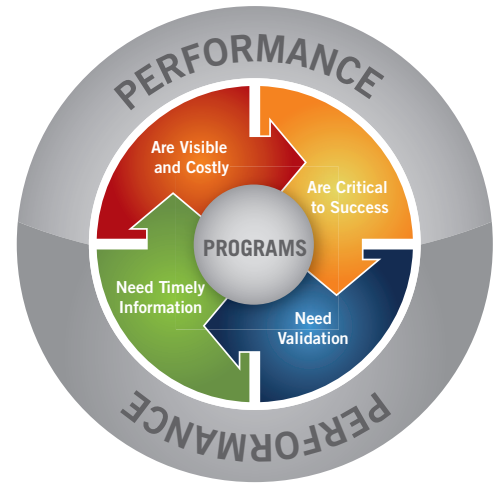 PERFORMANCE
Are Visible
and Costly
Are Critical
to Success
PROGRAMS
Need Timely
Information
Need
Validation
PERFORMANCE